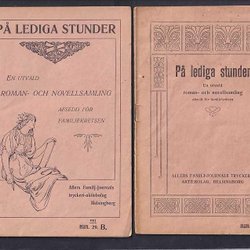 PÅ LEDIGA STUNDER
EN UTVALD
ROMAN- OCH NOVELLSAMLING
AFSEDD FÖR
FAMILJEKRETSEN
Allers Familj-Journals
tryckeri-aktiebolag
Helsingborg
B.
På lediga stunder
En utvald
roman- och novellsamling
afsedd för familjekretsen
ALLERS FAMILJ-JOURNALS TRYCKERI-
AKTIEBOLAG, HELSINGBORG